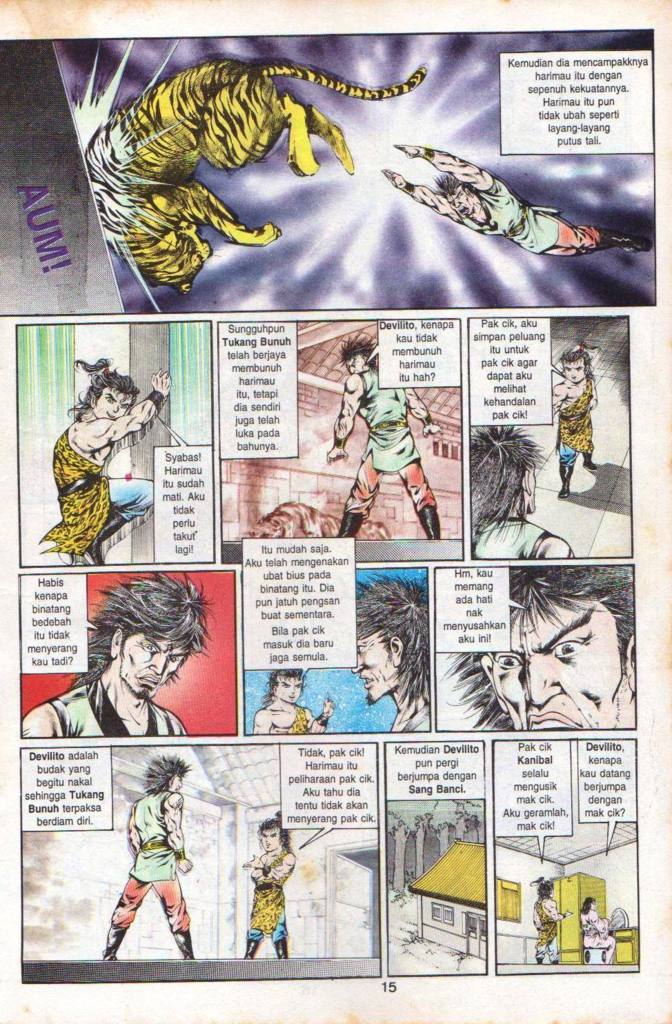 AUM!
Kemudian dia mencampakknya
harimau itu dengan
sepenuh kekuatannya.
Harimau itu pun
tidak ubah seperti
layang-layang
putus tali.
Syabas!
Harimau
itu sudah
mati. Aku
tidak
perlu
takut
lagi!
Sungguhpun
Tukang Bunuh
telah berjaya
membunuh
harimau
itu, tetapi
dia sendiri
juga telah
luka pada
bahunya.
Devilito, kenapa
kau tidak
membunuh
harimau
itu hah?
Pak cik, aku
simpan peluang
itu untuk
pak cik agar
dapat aku
melihat
kehandalan
pak cik!
Habis
kenapa
binatang
bedebah
itu tidak
menyerang
kau tadi?
Itu mudah saja.
Aku telah mengenakan
ubat bius pada
binatang itu. Dia
pun jatuh pengsan
buat sementara.
Bila pak cik
masuk dia baru
jaga semula.
Hm, kau
memang
ada hati
nak
menyusahkan
aku ini!
Devilito adalah
budak yang
begitu nakal
sehingga Tukang
Bunuh terpaksa
berdiam diri.
Tidak, pak cik!
Harimau itu
peliharaan pak cik.
Aku tahu dia
tentu tidak akan
menyerang pak cik.
Kemudian Devilito
pun pergi
berjumpa dengan
Sang Banci.
Pak cik
Kanibal
selalu
mengusik
mak cik.
Aku geramlah,
mak cik!
Devilito,
kenapa
kau datang
berjumpa
dengan
mak cik?
15